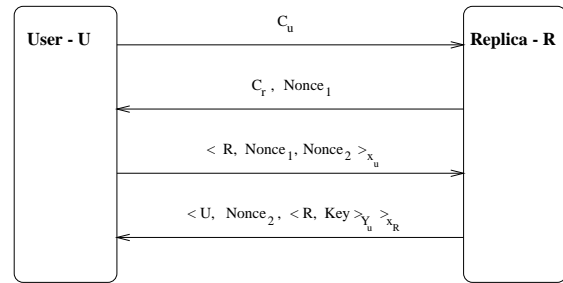 User - U
Replica - R
C_u
C_r , Nonce_1
< R, Nonce_1, Nonce_2 >_x_u
< U, Nonce_2, < R, Key >_Y_u >_x_R